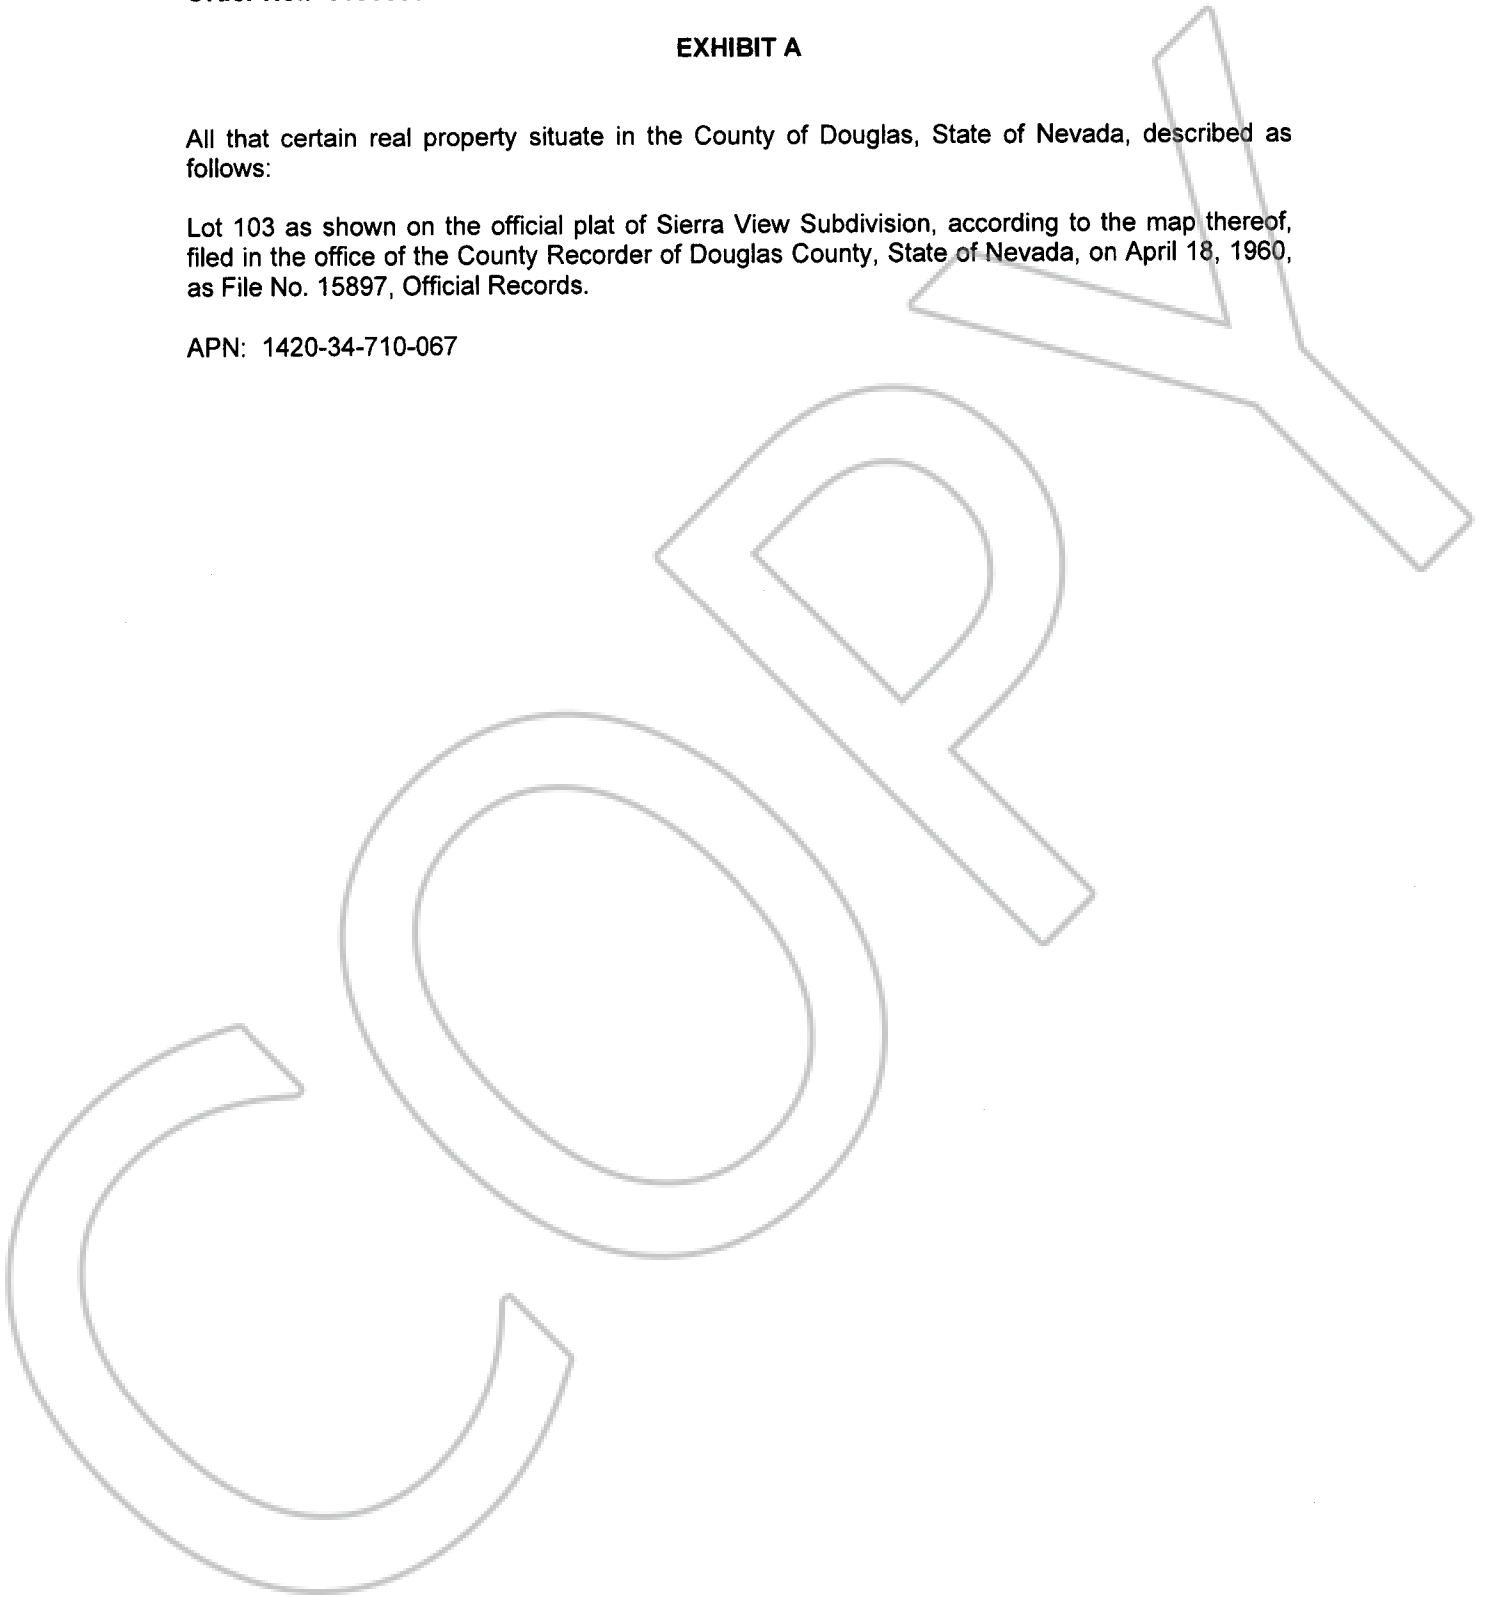 EXHIBIT A
All that certain real property situate in the County of Douglas, State of Nevada, described as
follows:
Lot 103 as shown on the official plat of Sierra View Subdivision, according to the map thereof,
filed in the office of the County Recorder of Douglas County, State of Nevada, on April 18, 1960,
as File No. 15897, Official Records.
APN: 1420-34-710-067
COPY